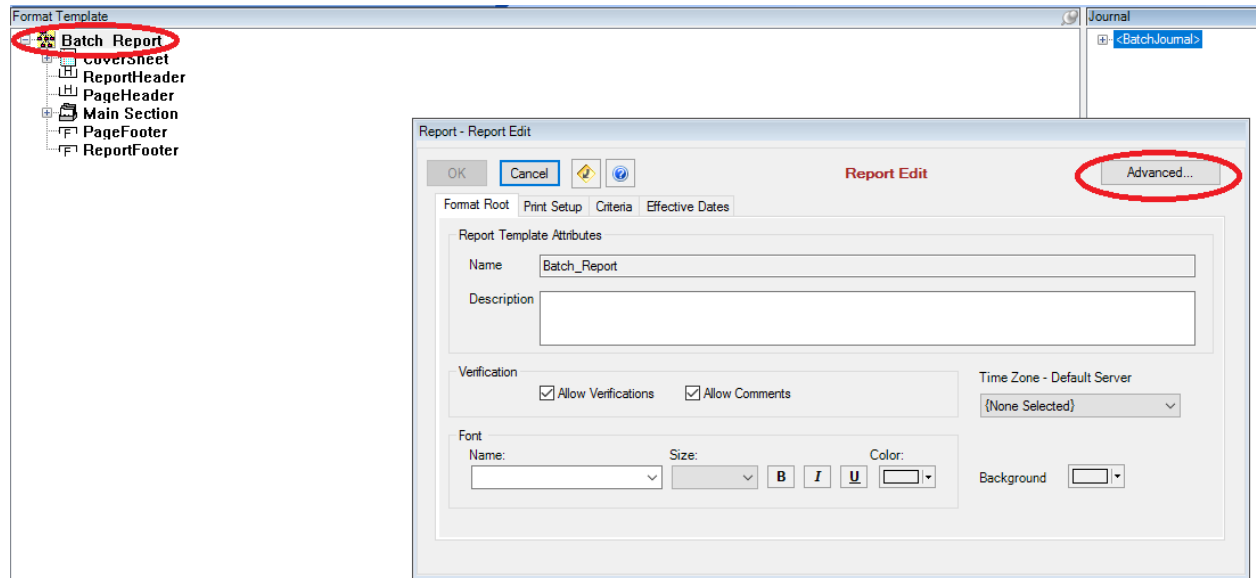 Format Template
Batch_Report
CoverSheet
ReportHeader
PageHeader
Main Section
PageFooter
ReportFooter
Journal
<BatchJournal>
Report - Report Edit
OK Cancel Report Edit Advanced...
Format Root Print Setup Criteria Effective Dates
Report Template Attributes
Name Batch_Report
Description
Verification
Allow Verifications Allow Comments
Time Zone - Default Server
{None Selected}
Font
Name: Size: Color:
B I U
Background